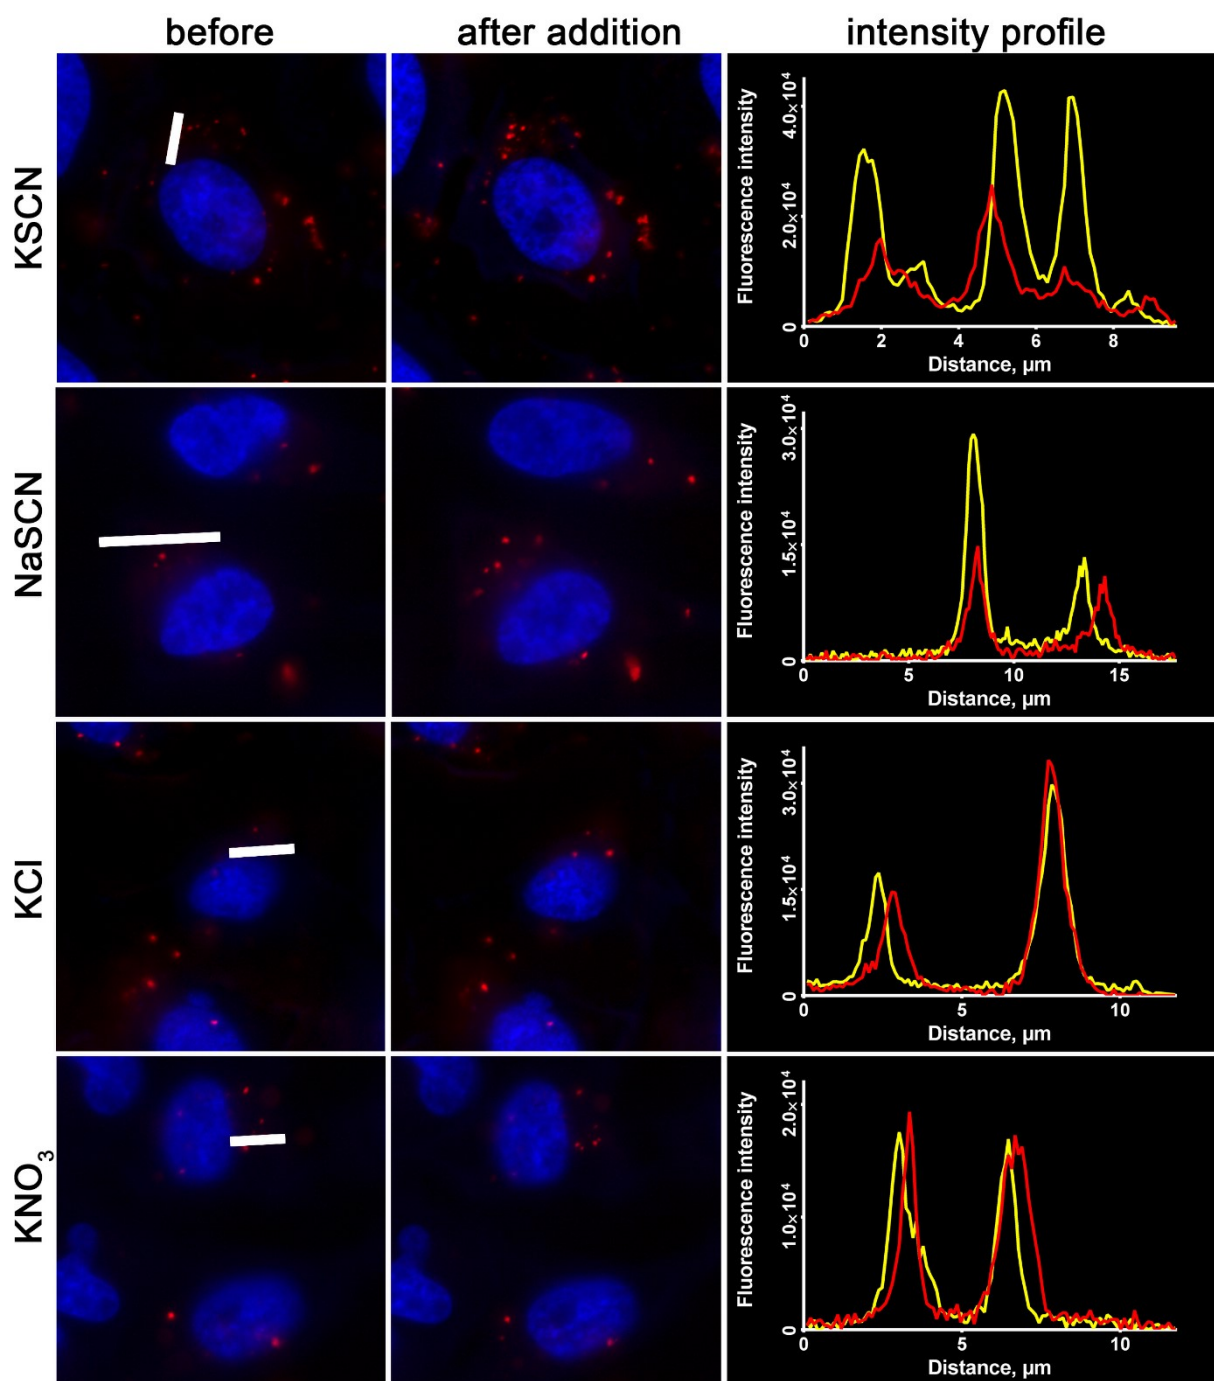 before
after addition
intensity profile
KSCN
Fluorescence intensity
4.0×10⁴
2.0×10⁴
0
0 2 4 6 8
Distance, µm
NaSCN
Fluorescence intensity
3.0×10⁴
1.5×10⁴
0
0 5 10 15
Distance, µm
KCl
Fluorescence intensity
3.0×10⁴
1.5×10⁴
0
0 5 10
Distance, µm
KNO₃
Fluorescence intensity
2.0×10⁴
1.0×10⁴
0
0 5 10
Distance, µm